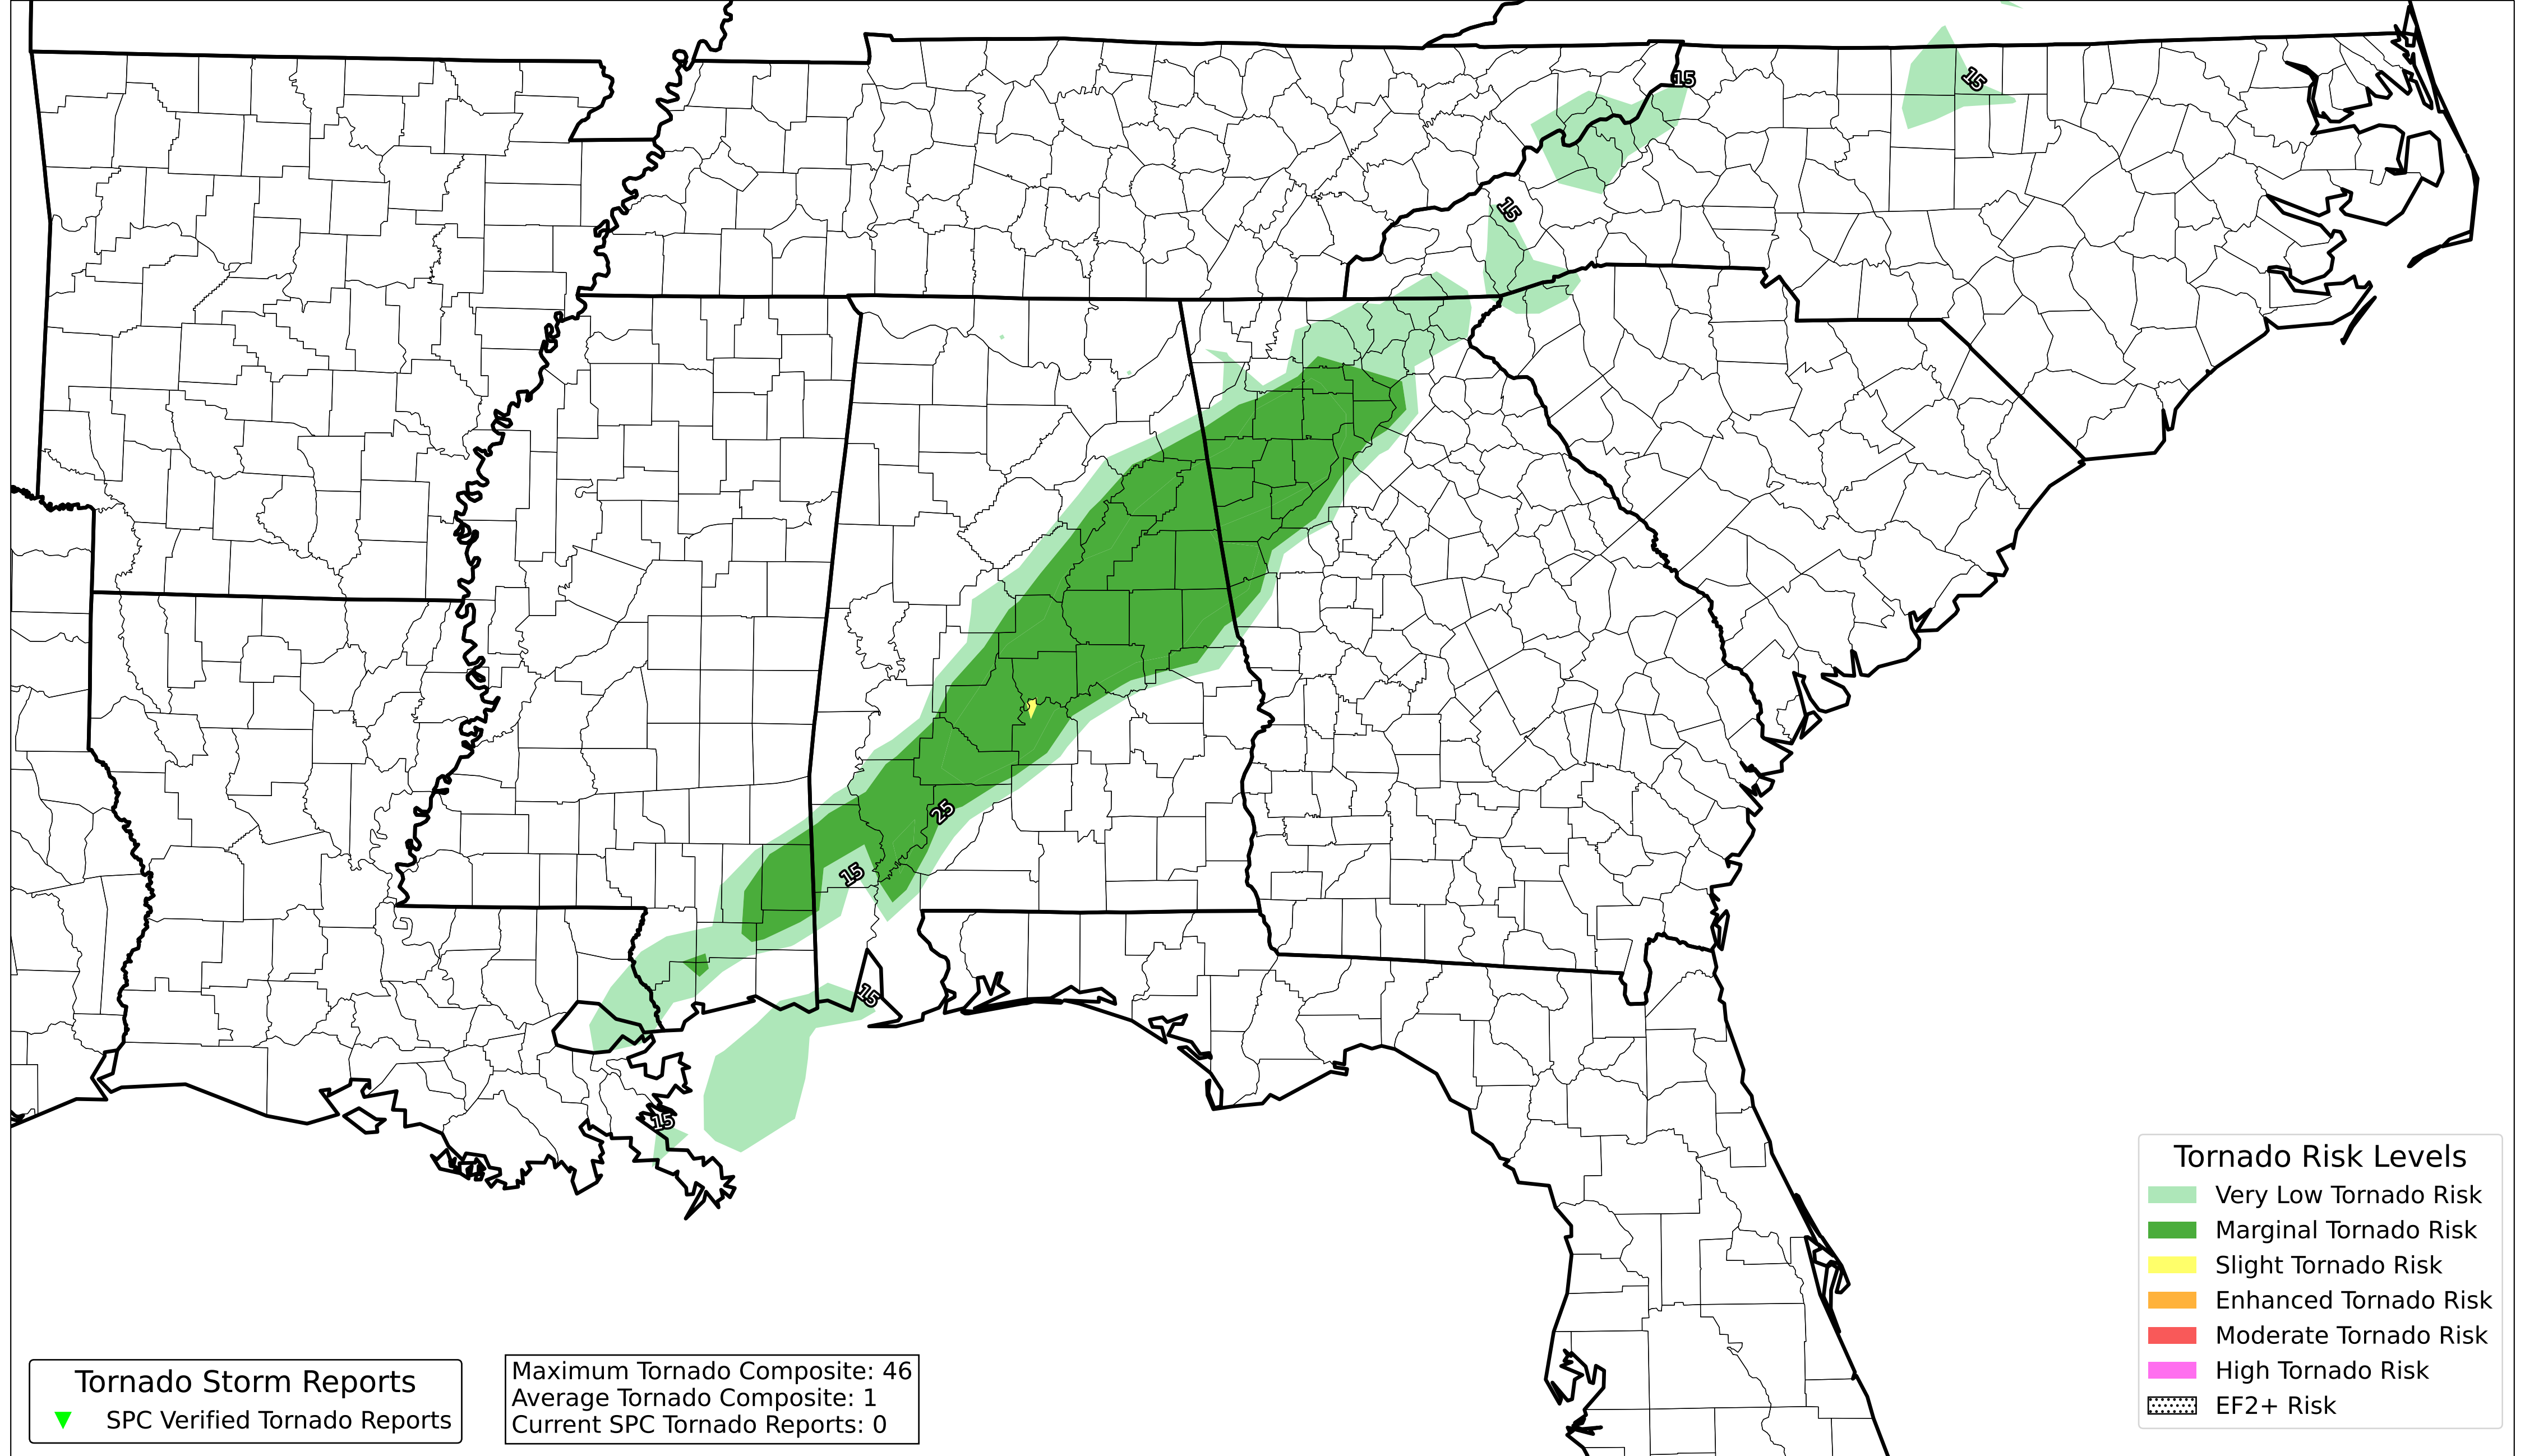 15
15
15
25
15
15
15
Tornado Risk Levels
Very Low Tornado Risk
Marginal Tornado Risk
Slight Tornado Risk
Enhanced Tornado Risk
Moderate Tornado Risk
High Tornado Risk
EF2+ Risk
Tornado Storm Reports
SPC Verified Tornado Reports
Maximum Tornado Composite: 46
Average Tornado Composite: 1
Current SPC Tornado Reports: 0